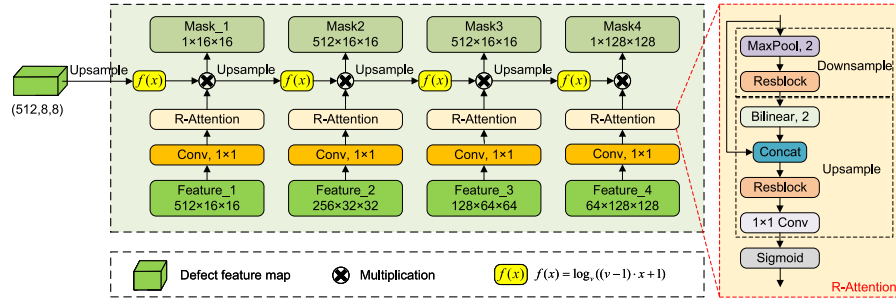 Mask_1
1×16×16
Mask2
512×16×16
Mask3
512×16×16
Mask4
1×128×128
Upsample
f(x)
Upsample
f(x)
Upsample
f(x)
Upsample
f(x)
(512,8,8)
R-Attention
R-Attention
R-Attention
R-Attention
Conv, 1×1
Conv, 1×1
Conv, 1×1
Conv, 1×1
Feature_1
512×16×16
Feature_2
256×32×32
Feature_3
128×64×64
Feature_4
64×128×128
Defect feature map
Multiplication
f(x)
f(x) = log_v((v−1)·x+1)
MaxPool, 2
Resblock
Downsample
Bilinear, 2
Concat
Upsample
Resblock
1×1 Conv
Sigmoid
R-Attention